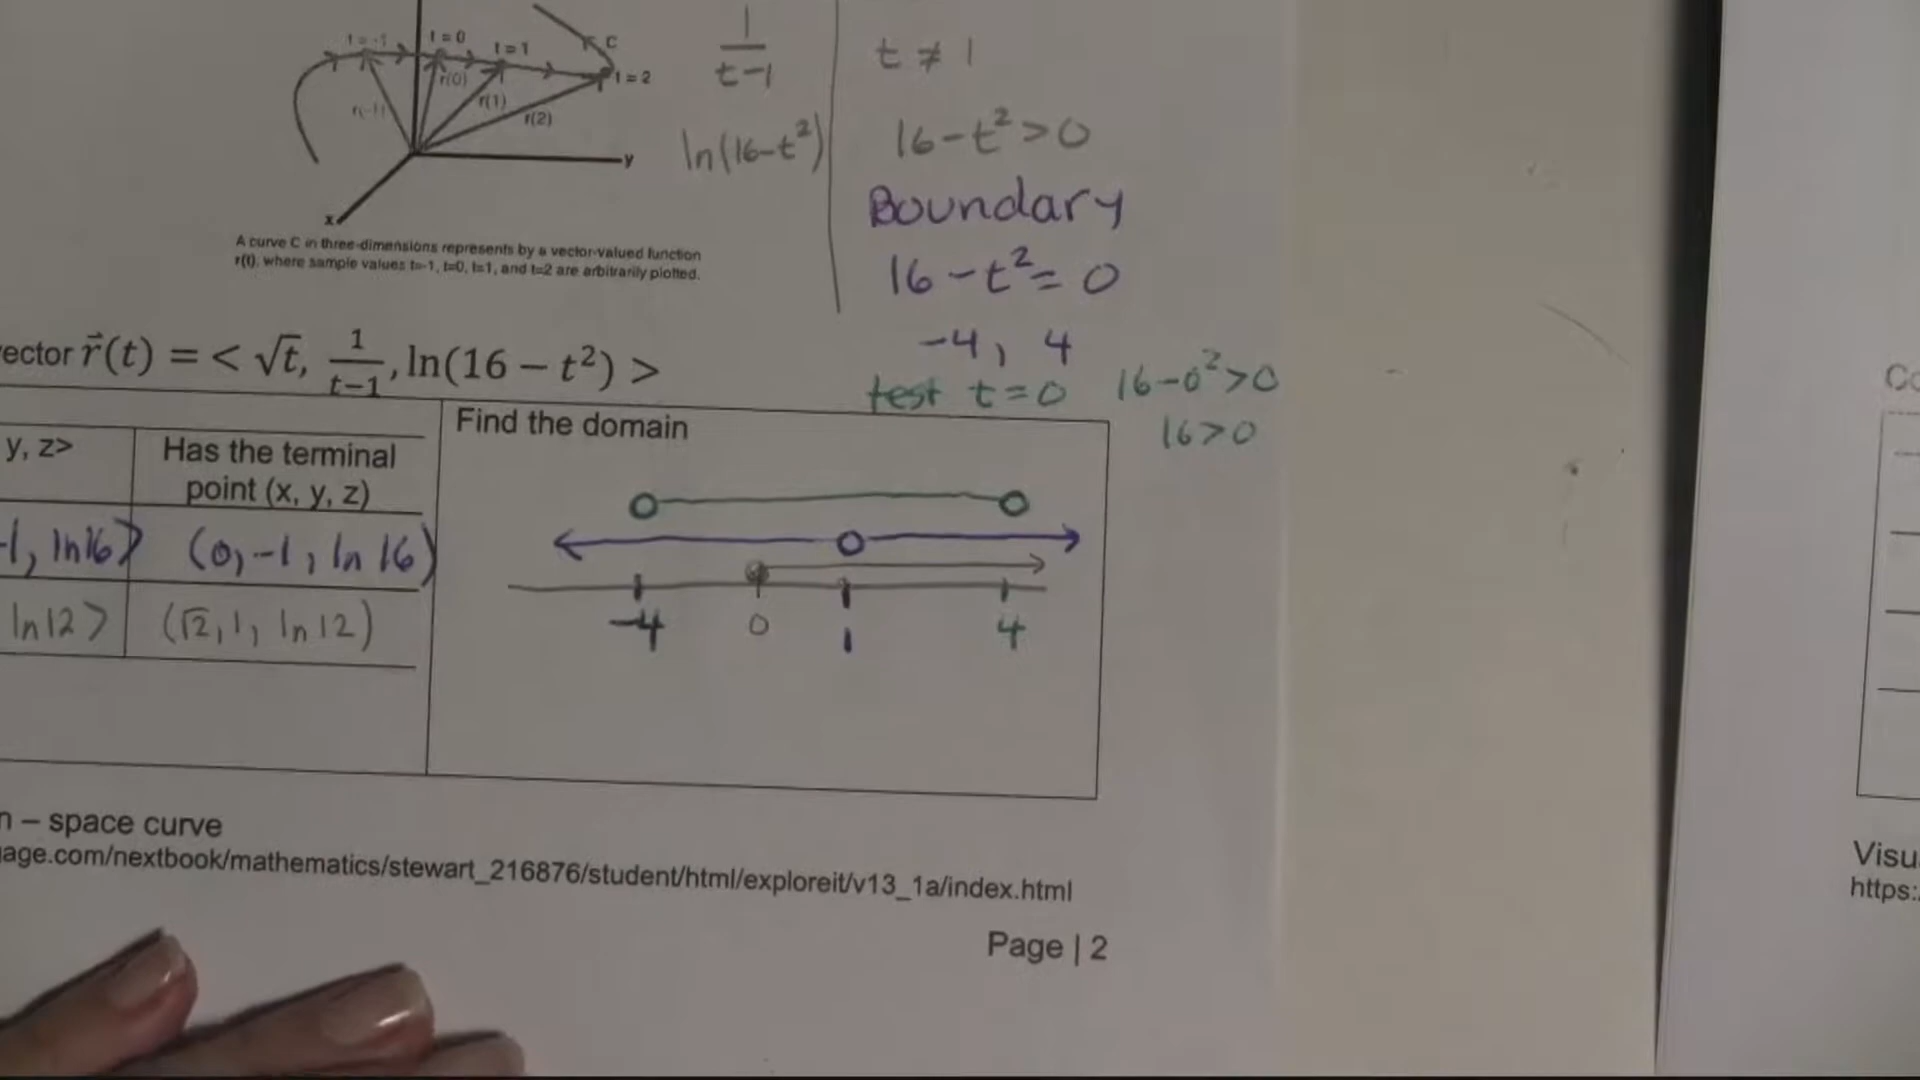 t = -1
t = 0
t = 1
C
t = 2
r(-1)
r(0)
r(1)
r(2)
y
x
A curve C in three-dimensions represents by a vector-valued function
r(t), where sample values t=-1, t=0, t=1, and t=2 are arbitrarily plotted.
1/(t-1)
t ≠ 1
ln(16-t²)
16-t²>0
Boundary
16-t²=0
-4, 4
test t=0 16-0²>0
16>0
vector r⃗(t) = < √t, 1/(t−1), ln(16 − t²) >
y, z>
Has the terminal
point (x, y, z)
-1, ln16>
(0,-1, ln 16)
ln12>
(√2, 1, ln 12)
Find the domain
-4 0 1 4
n – space curve
age.com/nextbook/mathematics/stewart_216876/student/html/exploreit/v13_1a/index.html
Page | 2
Co
Visu
https: